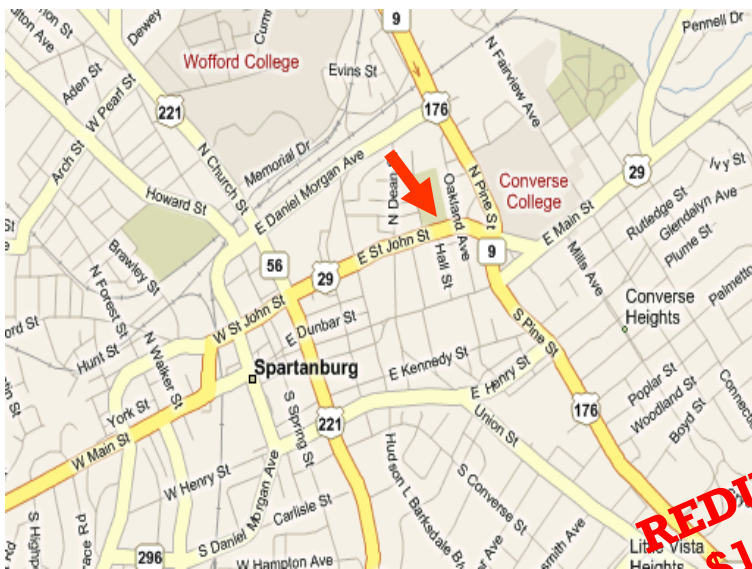 9
Pennell Dr
Dewey
Wofford College
Evins St
N Fairview Ave
Aden St
W Pearl St
221
176
Arch St
N Church St
Memorial Dr
E Daniel Morgan Ave
N Pine St
29
Ivy St
Howard St
N Dean
Oakland Ave
Converse
College
Rutledge St
Glendalyn Ave
Plume St
E Main St
Brawley St
56
29
E St John St
Hall St
9
Mills Ave
N Forest St
W St John St
Converse
Heights
Palmetto
E Dunbar St
S Pine St
Hunt St
N Walker St
Spartanburg
E Kennedy St
E Henry St
York St
S Spring St
221
176
Poplar St
Woodland St
Boyd St
W Main St
Union St
W Henry St
S Daniel Morgan Ave
Hudson L Barksdale
S Converse St
Carlisle St
296
W Hampton Ave
Little Vista
Heights